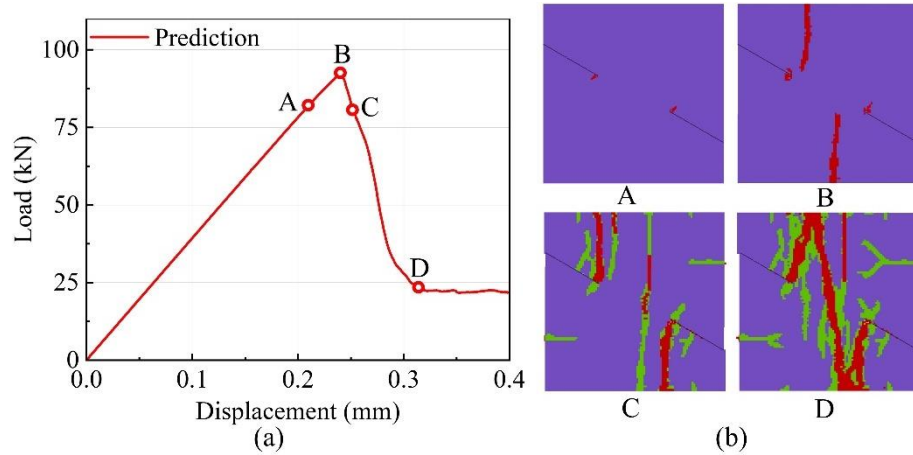 Prediction
100
75
50
25
0
Load (kN)
A
B
C
D
0.0 0.1 0.2 0.3 0.4
Displacement (mm)
(a)
A B
C D
(b)